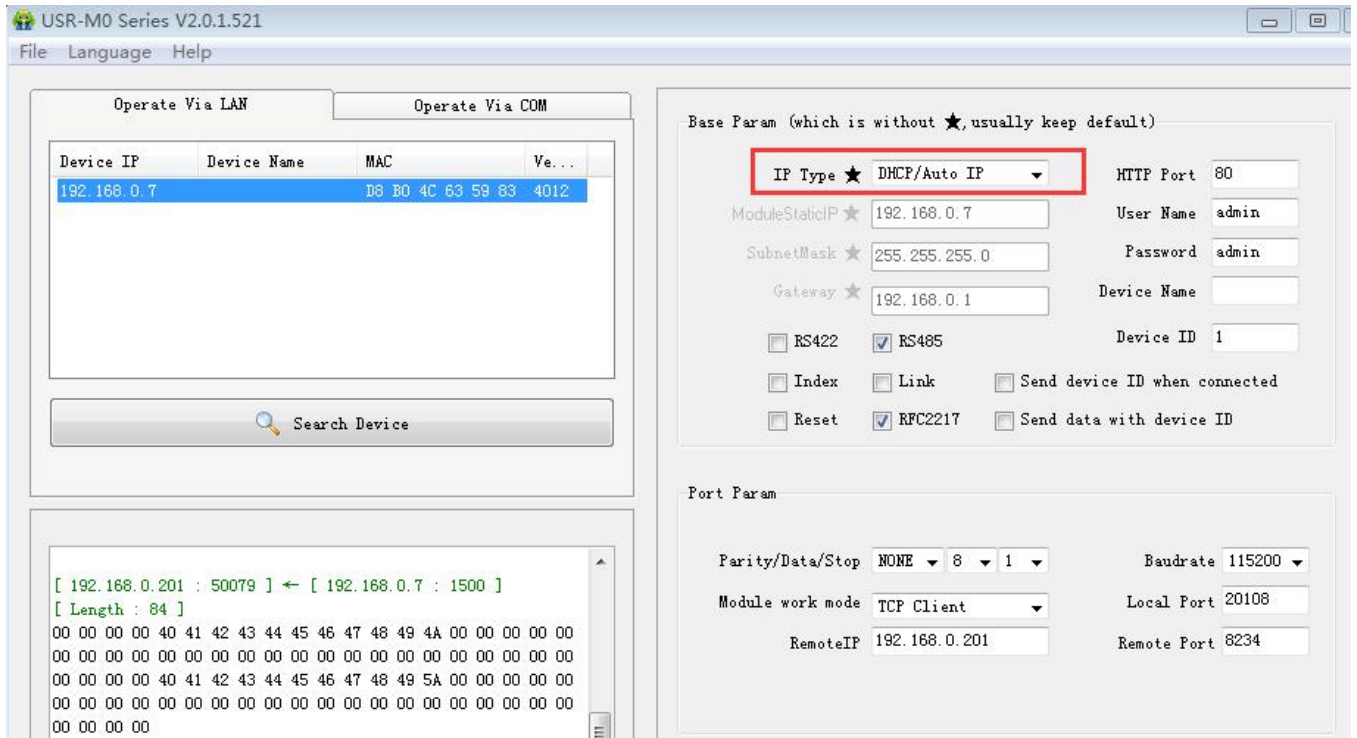 USR-M0 Series V2.0.1.521
File Language Help
Operate Via LAN
Operate Via COM
Device IP Device Name MAC Ve...
192.168.0.7 D8 B0 4C 63 59 83 4012
Search Device
[ 192.168.0.201 : 50079 ] ← [ 192.168.0.7 : 1500 ]
[ Length : 84 ]
00 00 00 00 40 41 42 43 44 45 46 47 48 49 4A 00 00 00 00 00
00 00 00 00 00 00 00 00 00 00 00 00 00 00 00 00 00 00 00 00
00 00 00 00 40 41 42 43 44 45 46 47 48 49 5A 00 00 00 00 00
00 00 00 00 00 00 00 00 00 00 00 00 00 00 00 00 00 00 00 00
00 00 00 00
Base Param (which is without ★,usually keep default)
IP Type ★ DHCP/Auto IP HTTP Port 80
ModuleStaticIP ★ 192.168.0.7 User Name admin
SubnetMask ★ 255.255.255.0 Password admin
Gateway ★ 192.168.0.1 Device Name
RS422 RS485 Device ID 1
Index Link Send device ID when connected
Reset RFC2217 Send data with device ID
Port Param
Parity/Data/Stop NONE 8 1 Baudrate 115200
Module work mode TCP Client Local Port 20108
RemoteIP 192.168.0.201 Remote Port 8234